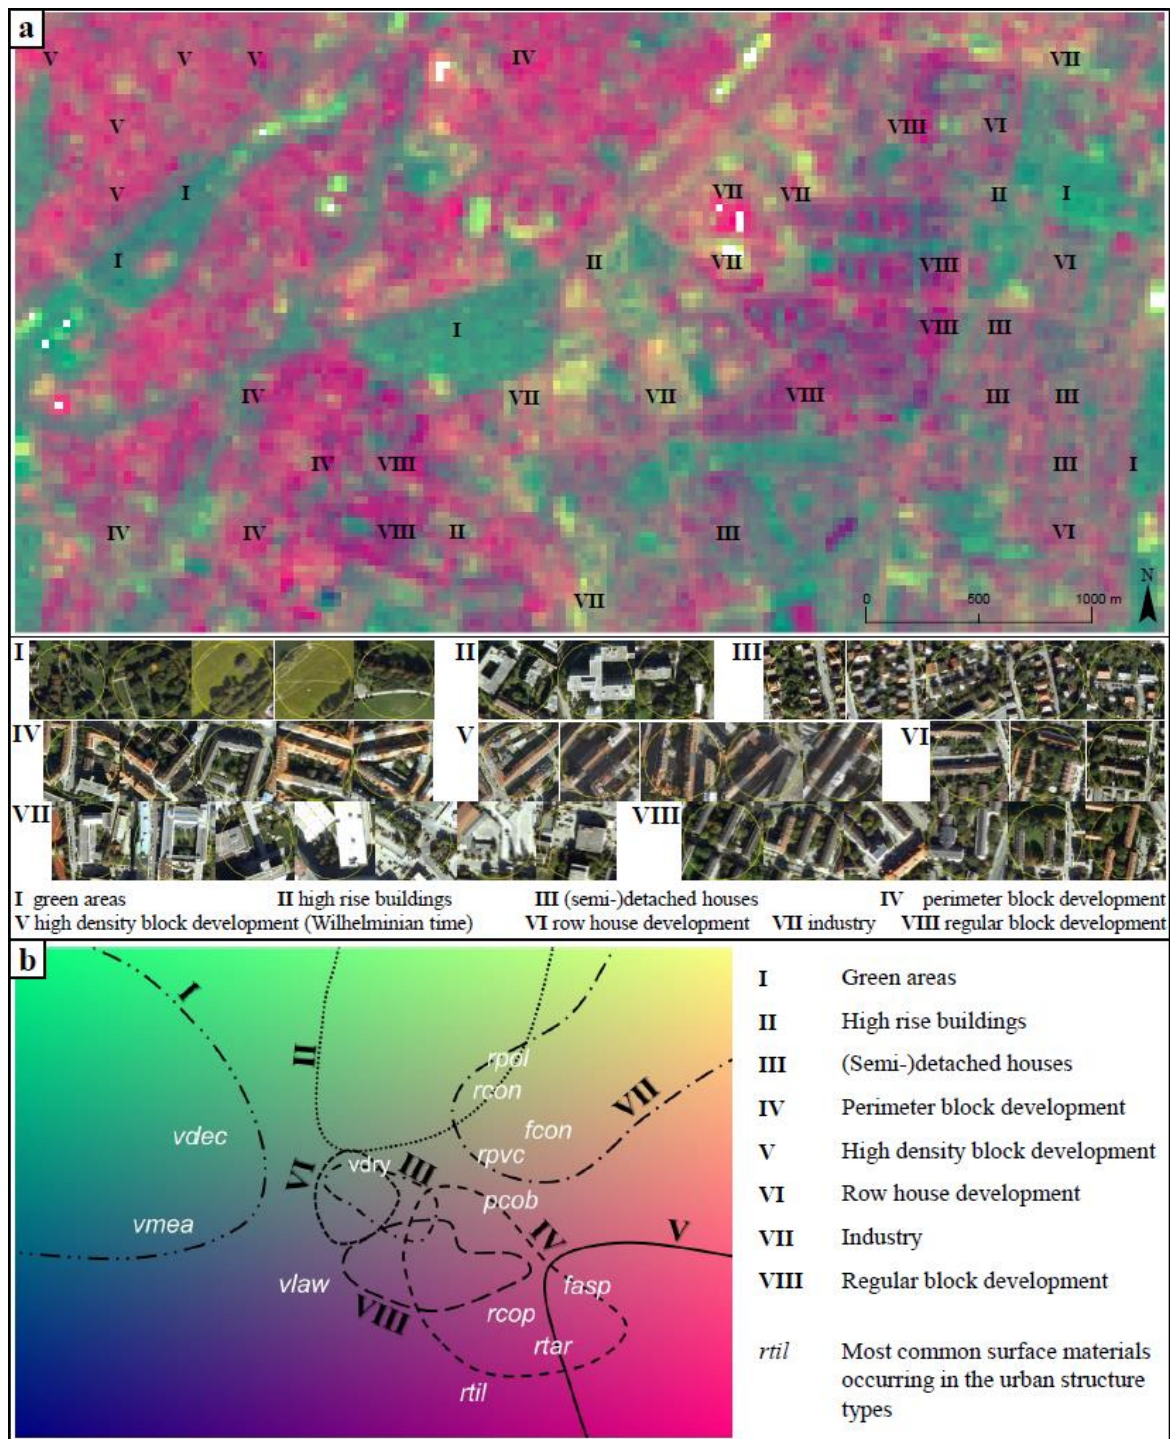 a
V V V IV VII
V VIII VI
V I VII VII II I
I II VII VIII VI
I VIII III
IV VII VII VIII III III
IV VIII III I
IV IV VIII II III VI
VII
0 500 1000 m
N
I II III
IV V VI
VII VIII
I green areas II high rise buildings III (semi-)detached houses IV perimeter block development
V high density block development (Wilhelminian time) VI row house development VII industry VIII regular block development
b
I
II
rpol
rcon
VII
vdec
fcon
rpvc
VI
vdry
III
vmea
pcob
IV
V
vlaw
fasp
VIII
rcop
rtar
rtil
I Green areas
II High rise buildings
III (Semi-)detached houses
IV Perimeter block development
V High density block development
VI Row house development
VII Industry
VIII Regular block development
rtil Most common surface materials
occurring in the urban structure
types